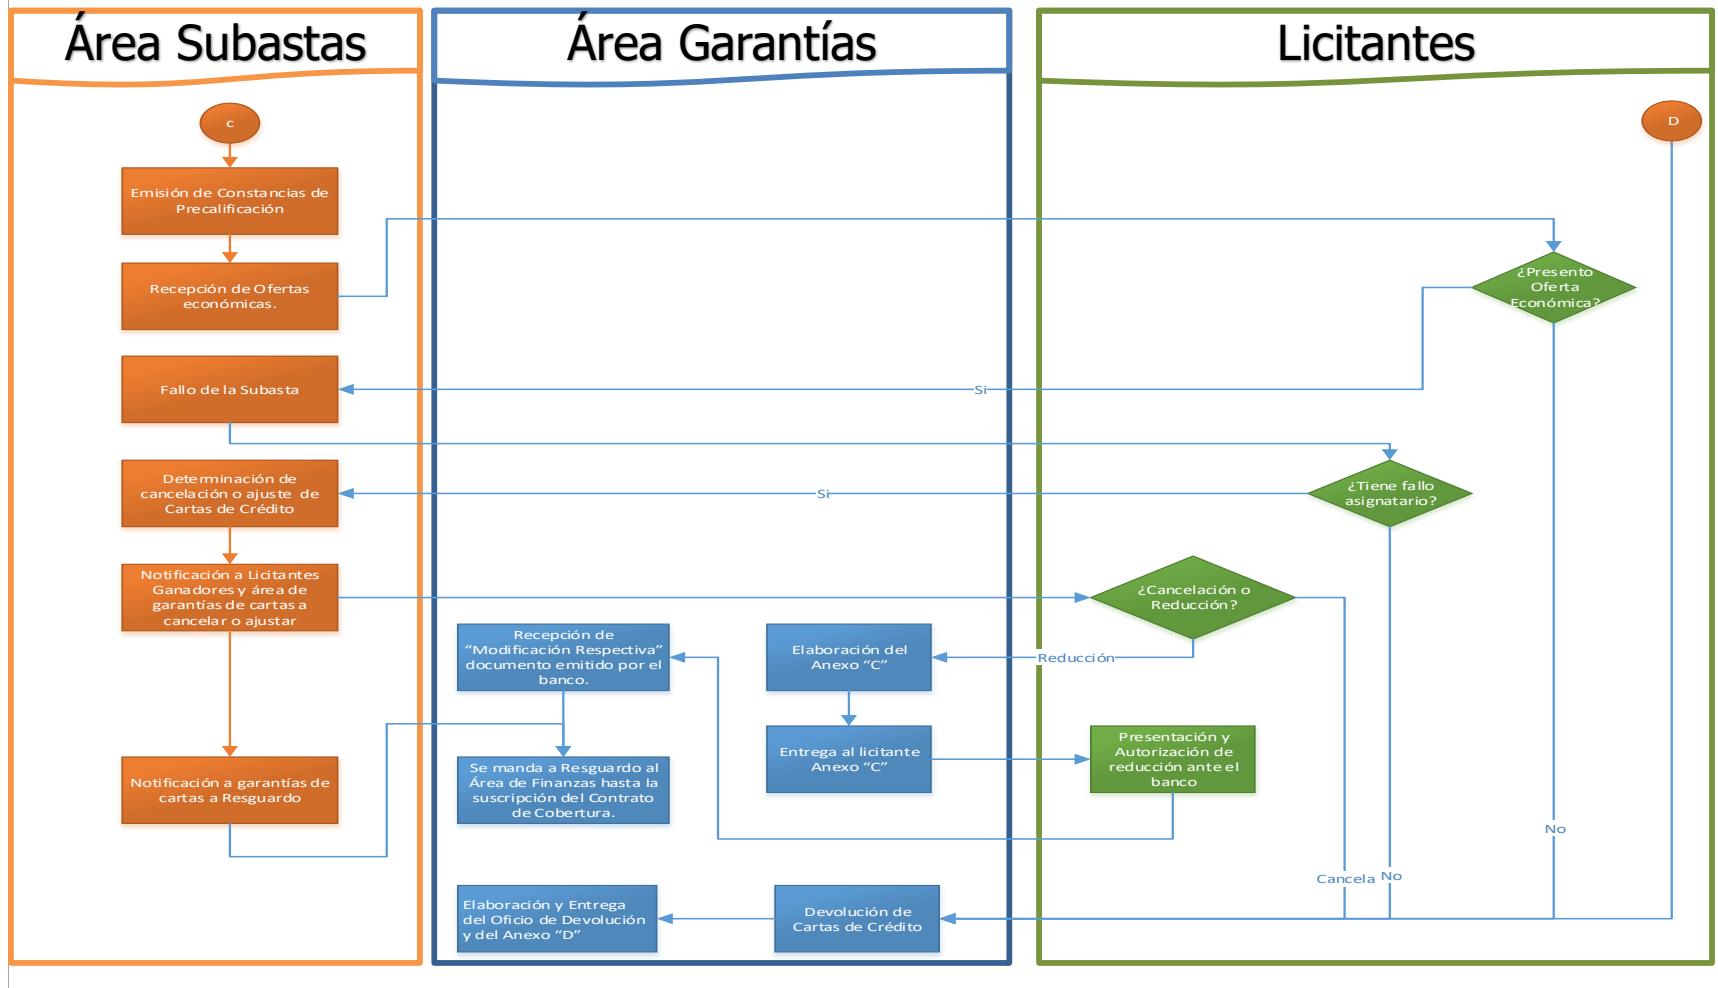 Área Subastas
c
Emisión de Constancias de
Precalificación
Recepción de Ofertas
económicas.
Fallo de la Subasta
Determinación de
cancelación o ajuste de
Cartas de Crédito
Notificación a Licitantes
Ganadores y área de
garantías de cartas a
cancelar o ajustar
Notificación a garantías de
cartas a Resguardo
Área Garantías
Si
Si
Recepción de
“Modificación Respectiva”
documento emitido por el
banco.
Elaboración del
Anexo “C”
Entrega al licitante
Anexo “C”
Se manda a Resguardo al
Área de Finanzas hasta la
suscripción del Contrato
de Cobertura.
Elaboración y Entrega
del Oficio de Devolución
y del Anexo “D”
Devolución de
Cartas de Crédito
Licitantes
D
¿Presento
Oferta
Económica?
¿Tiene fallo
asignatario?
¿Cancelación o
Reducción?
Reducción
Presentación y
Autorización de
reducción ante el
banco
No
Cancela
No